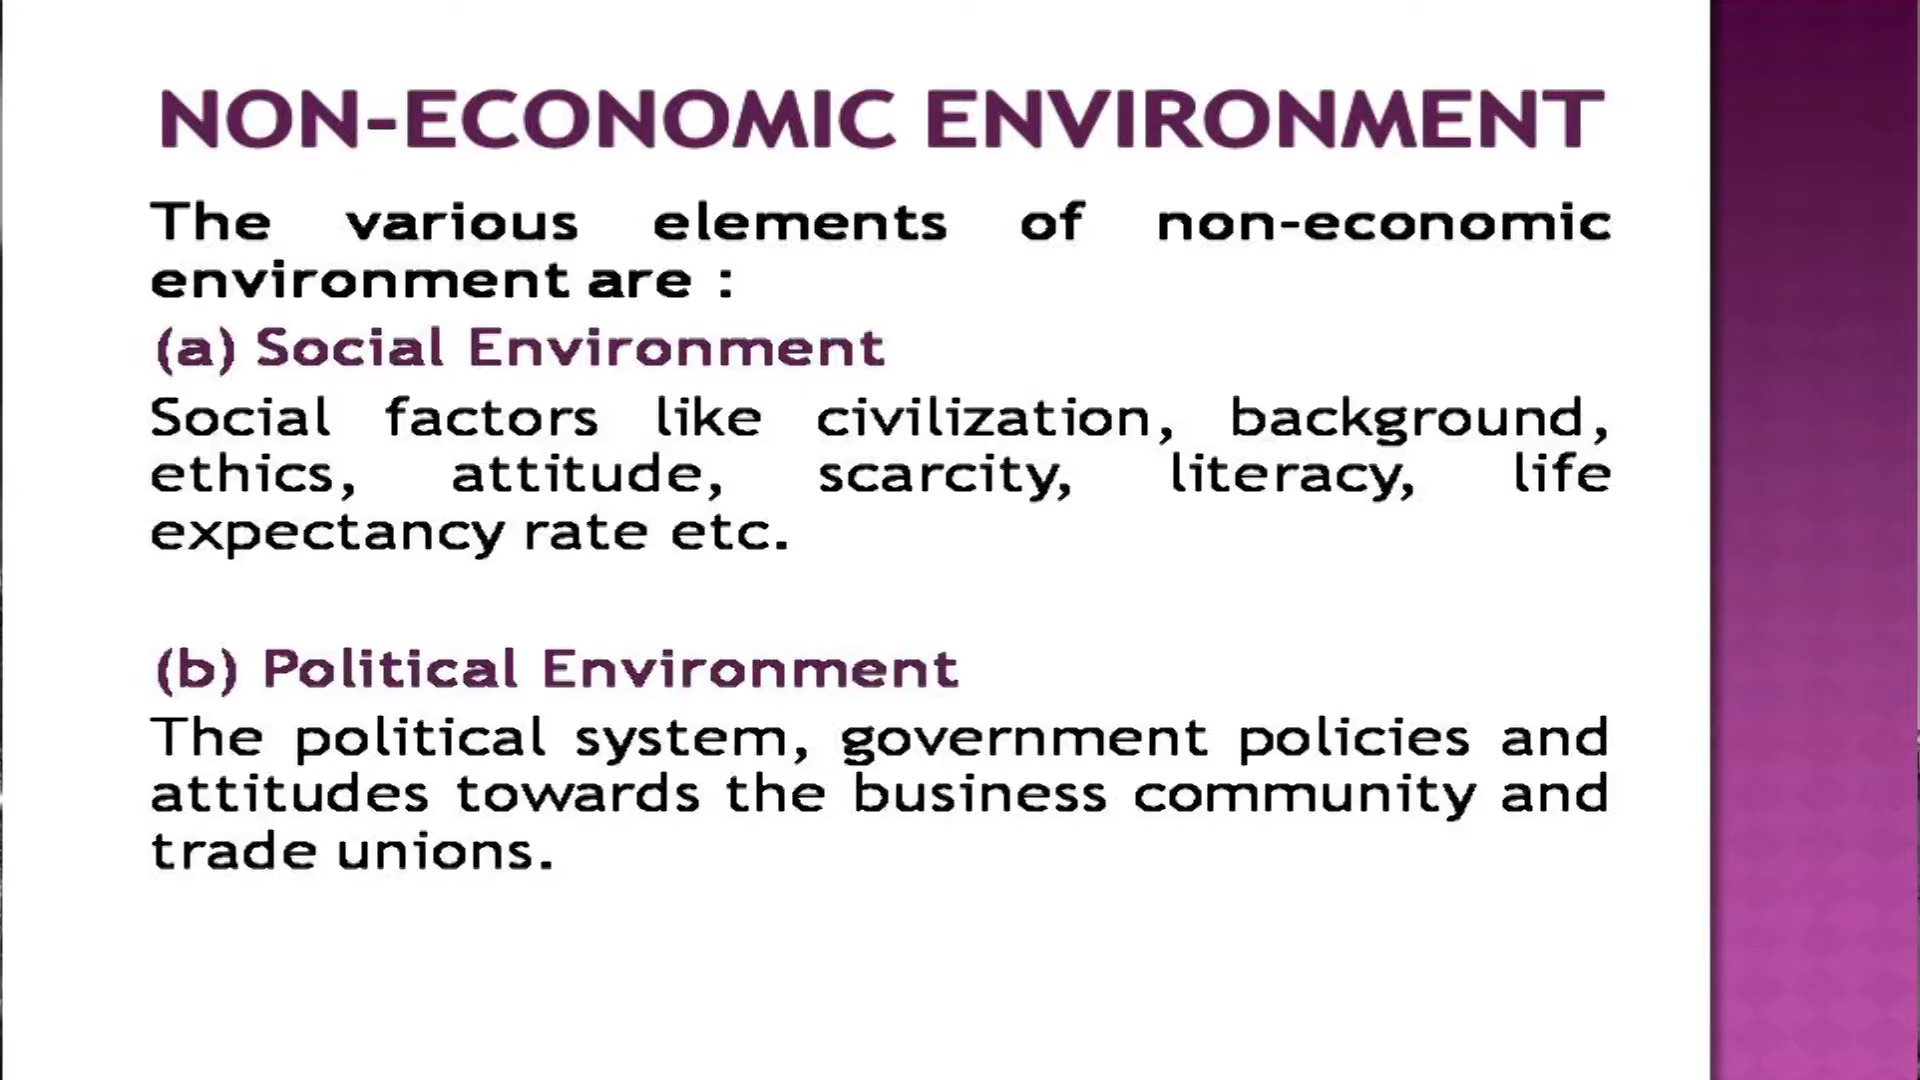 NON-ECONOMIC ENVIRONMENT
The various elements of non-economic
environment are :
(a) Social Environment
Social factors like civilization, background,
ethics, attitude, scarcity, literacy, life
expectancy rate etc.
(b) Political Environment
The political system, government policies and
attitudes towards the business community and
trade unions.